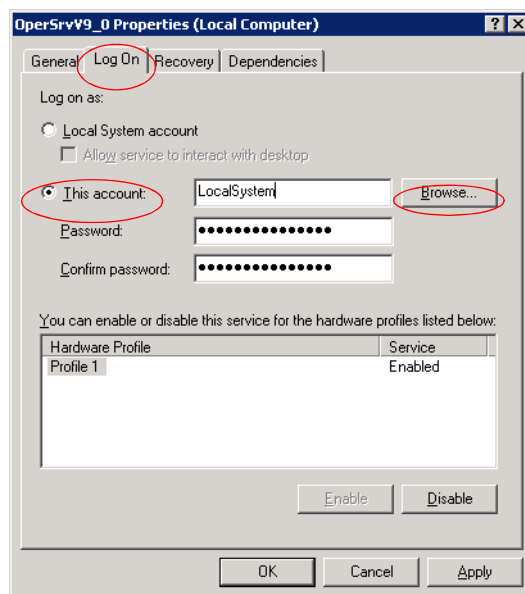 OperSrvV9_0 Properties (Local Computer)
General Log On Recovery Dependencies
Log on as:
Local System account
Allow service to interact with desktop
This account: LocalSystem Browse...
Password: ●●●●●●●●●●●●●●●
Confirm password: ●●●●●●●●●●●●●●●
You can enable or disable this service for the hardware profiles listed below:
Hardware Profile Service
Profile 1 Enabled
Enable Disable
OK Cancel Apply